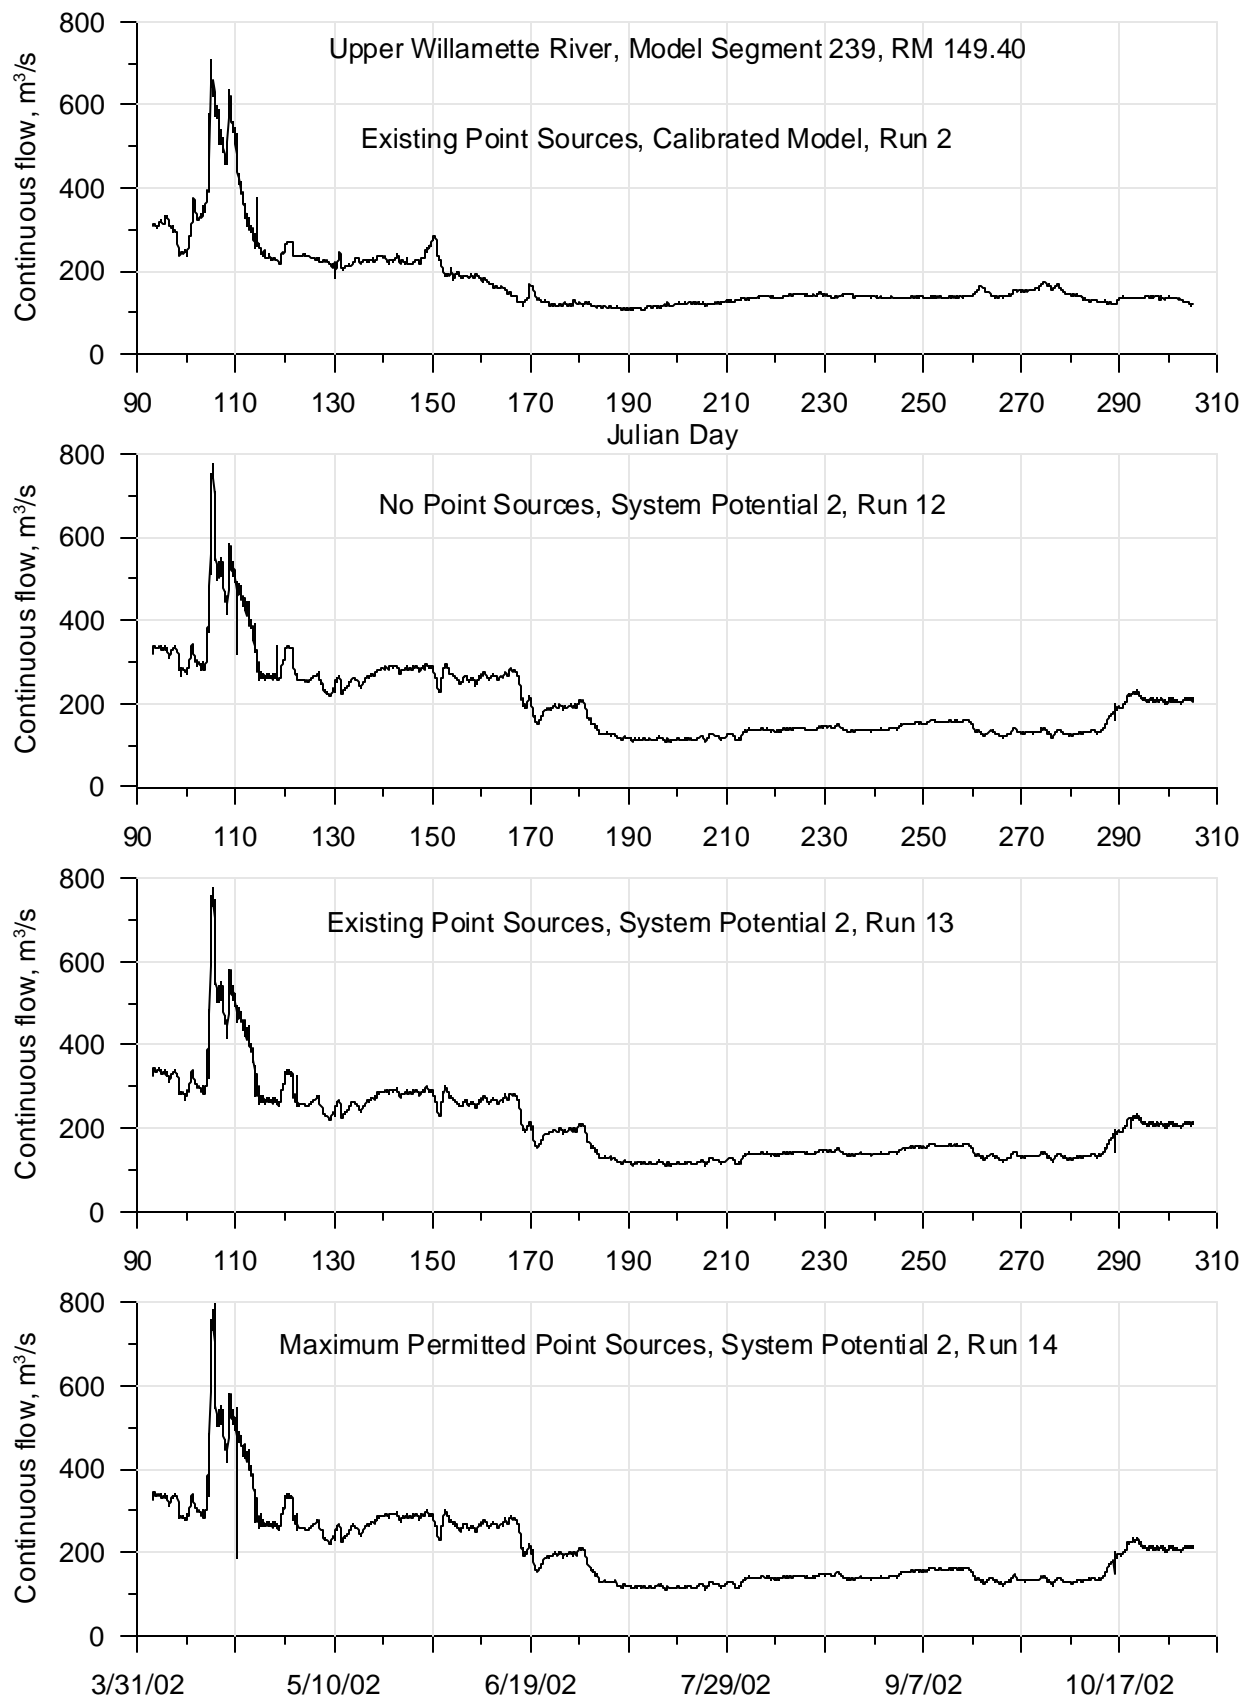 800
Upper Willamette River, Model Segment 239, RM 149.40
600
Existing Point Sources, Calibrated Model, Run 2
400
200
0
Continuous flow, m³/s
90 110 130 150 170 190 210 230 250 270 290 310
Julian Day
800
No Point Sources, System Potential 2, Run 12
600
400
200
0
Continuous flow, m³/s
90 110 130 150 170 190 210 230 250 270 290 310
800
Existing Point Sources, System Potential 2, Run 13
600
400
200
0
Continuous flow, m³/s
90 110 130 150 170 190 210 230 250 270 290 310
800
Maximum Permitted Point Sources, System Potential 2, Run 14
600
400
200
0
Continuous flow, m³/s
3/31/02 5/10/02 6/19/02 7/29/02 9/7/02 10/17/02